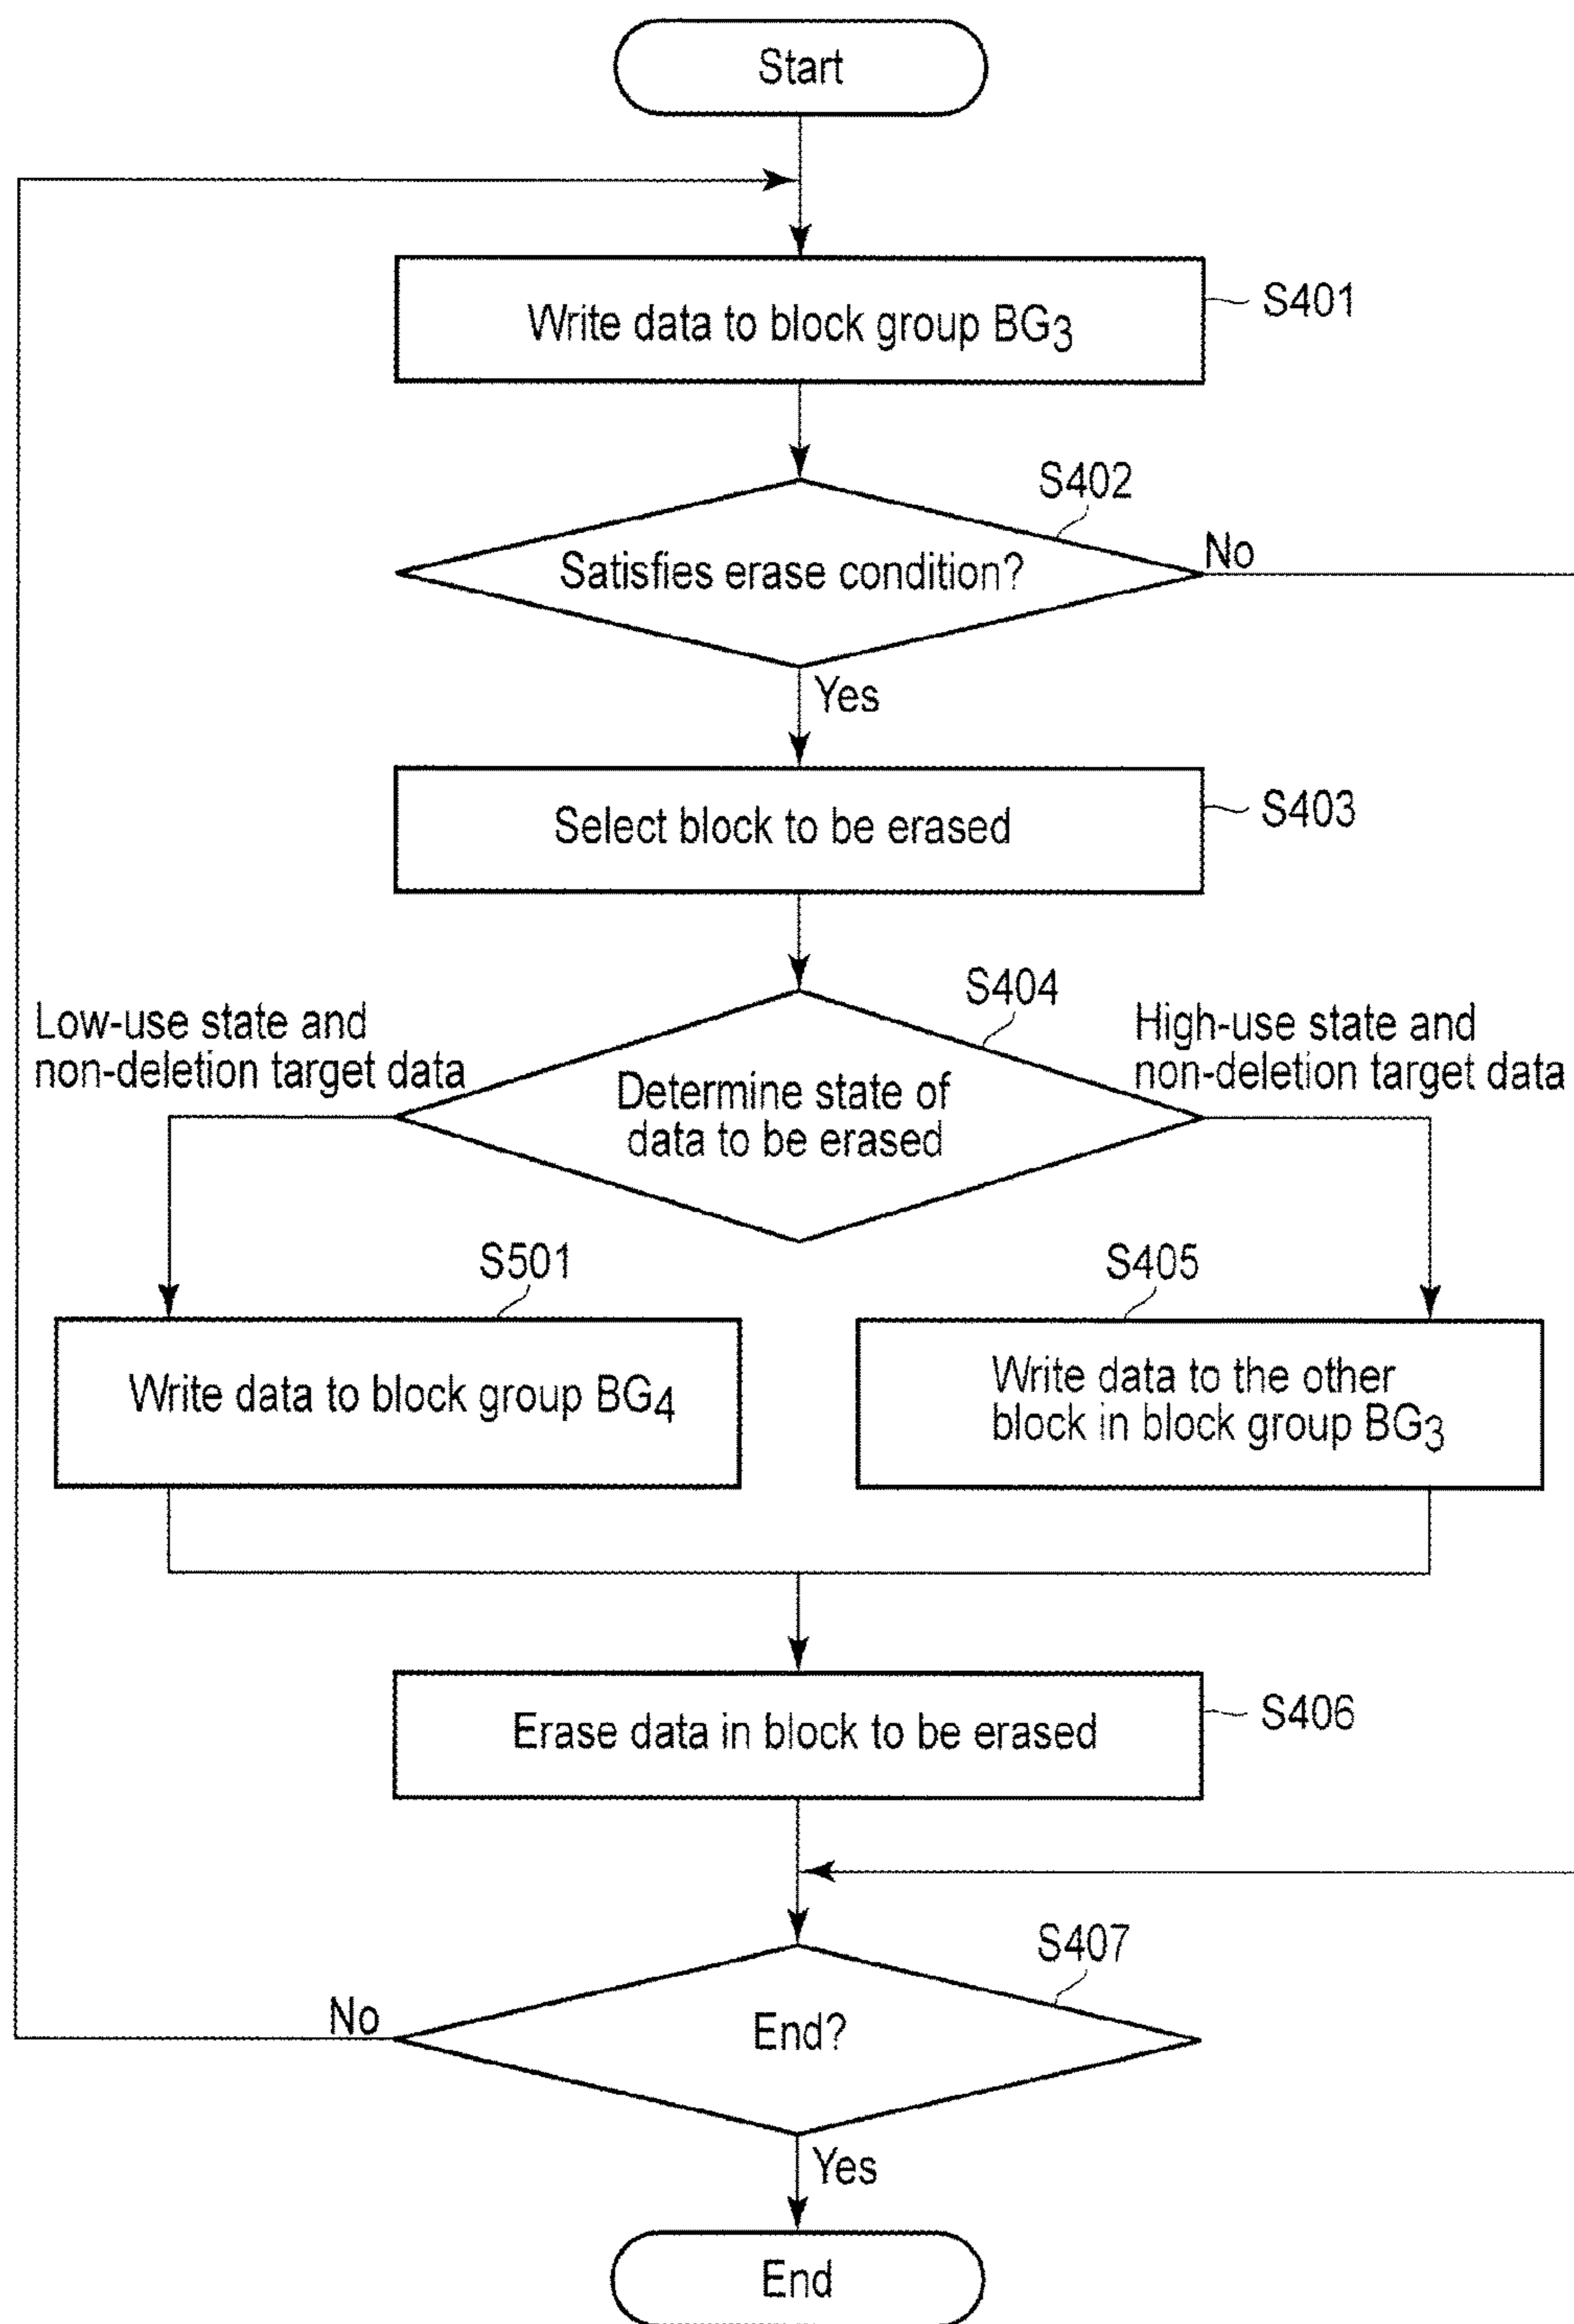 Start
Write data to block group BG3
S401
S402
Satisfies erase condition?
No
Yes
Select block to be erased
S403
S404
Low-use state and
non-deletion target data
High-use state and
non-deletion target data
Determine state of
data to be erased
S501
S405
Write data to block group BG4
Write data to the other
block in block group BG3
Erase data in block to be erased
S406
S407
No
End?
Yes
End